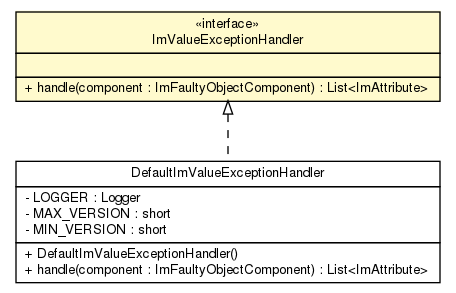 «interface»
ImValueExceptionHandler
+ handle(component : ImFaultyObjectComponent) : List<ImAttribute>
DefaultImValueExceptionHandler
- LOGGER : Logger
- MAX_VERSION : short
- MIN_VERSION : short
+ DefaultImValueExceptionHandler()
+ handle(component : ImFaultyObjectComponent) : List<ImAttribute>